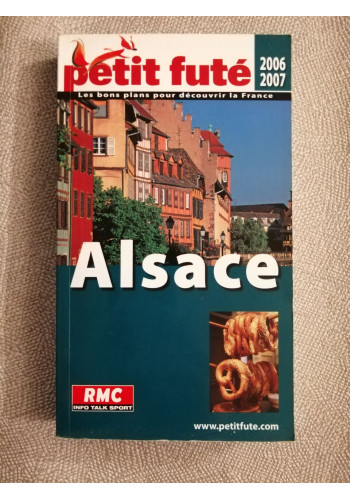 petit futé
2006
2007
Les bons plans pour découvrir la France
Alsace
RMC
INFO TALK SPORT
www.petitfute.com